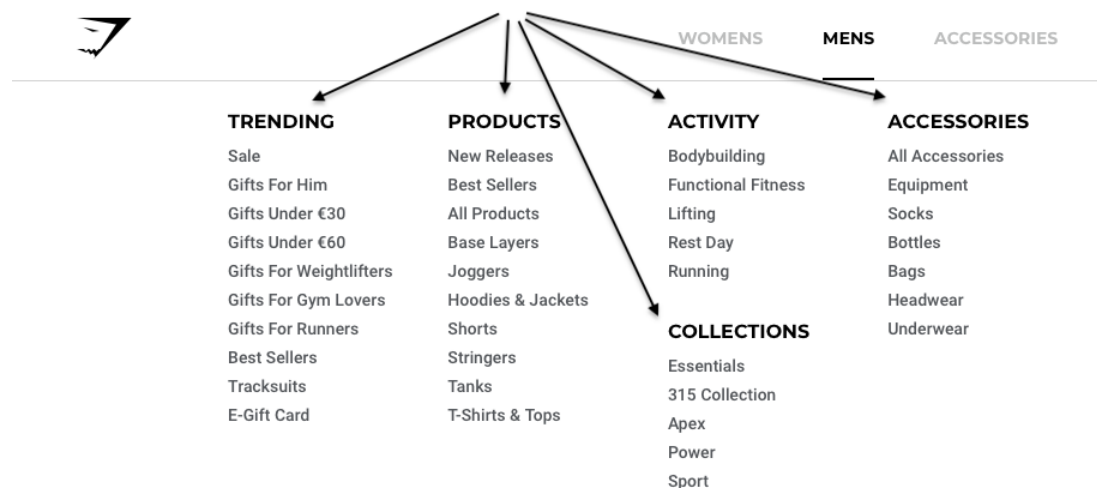 WOMENS
MENS
ACCESSORIES
TRENDING
Sale
Gifts For Him
Gifts Under €30
Gifts Under €60
Gifts For Weightlifters
Gifts For Gym Lovers
Gifts For Runners
Best Sellers
Tracksuits
E-Gift Card
PRODUCTS
New Releases
Best Sellers
All Products
Base Layers
Joggers
Hoodies & Jackets
Shorts
Stringers
Tanks
T-Shirts & Tops
ACTIVITY
Bodybuilding
Functional Fitness
Lifting
Rest Day
Running
COLLECTIONS
Essentials
315 Collection
Apex
Power
Sport
ACCESSORIES
All Accessories
Equipment
Socks
Bottles
Bags
Headwear
Underwear